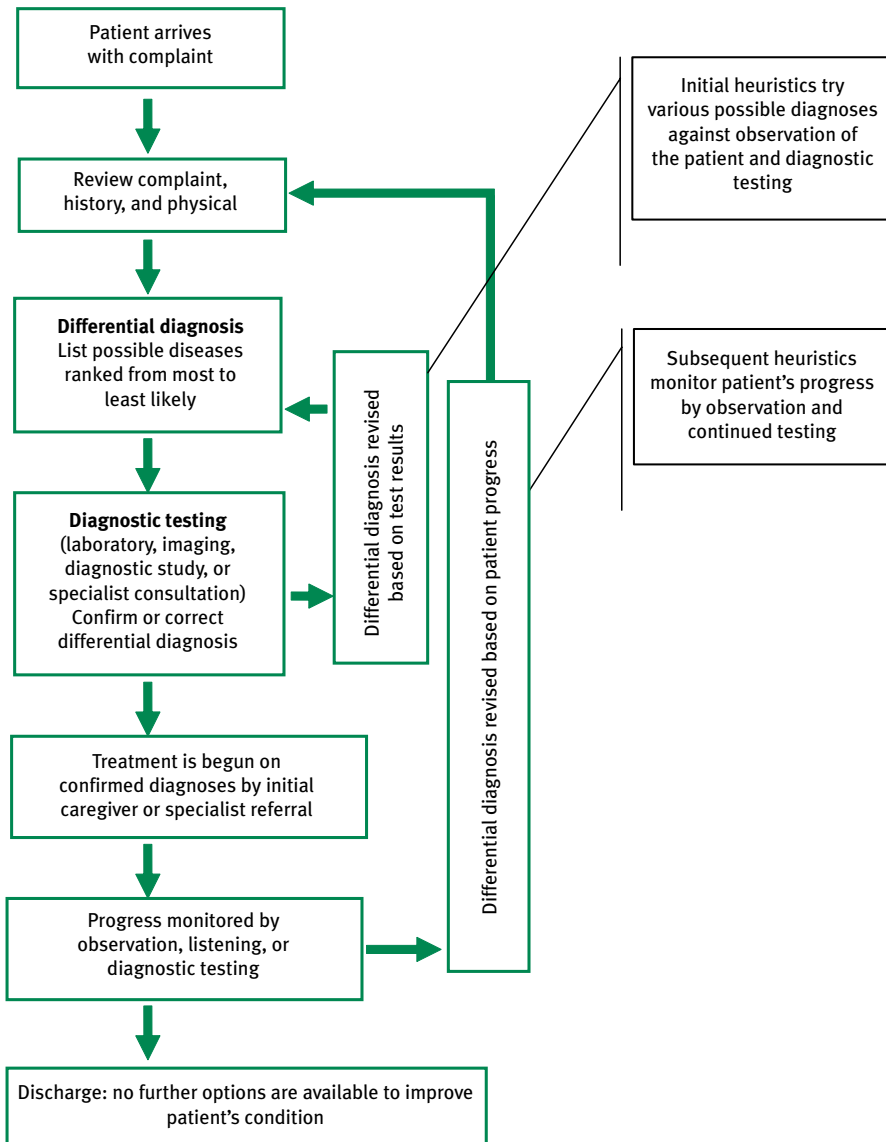 Patient arrives
with complaint
Review complaint,
history, and physical
Differential diagnosis
List possible diseases
ranked from most to
least likely
Diagnostic testing
(laboratory, imaging,
diagnostic study, or
specialist consultation)
Confirm or correct
differential diagnosis
Differential diagnosis revised
based on test results
Treatment is begun on
confirmed diagnoses by initial
caregiver or specialist referral
Progress monitored by
observation, listening, or
diagnostic testing
Differential diagnosis revised based on patient progress
Discharge: no further options are available to improve
patient’s condition
Initial heuristics try
various possible diagnoses
against observation of
the patient and diagnostic
testing
Subsequent heuristics
monitor patient’s progress
by observation and
continued testing